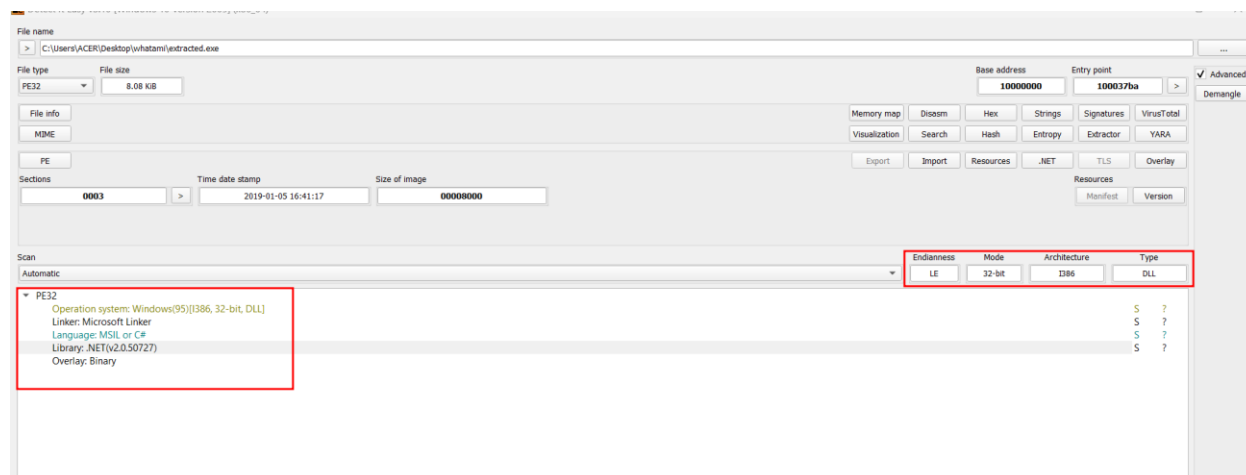 File name
> C:\Users\ACER\Desktop\whatami\extracted.exe ...
File type File size Base address Entry point
PE32 8.08 KiB 10000000 100037ba > Advanced
Demangle
File info Memory map Disasm Hex Strings Signatures VirusTotal
MIME Visualization Search Hash Entropy Extractor YARA
PE Export Import Resources .NET TLS Overlay
Sections Time date stamp Size of image Resources
0003 > 2019-01-05 16:41:17 00008000 Manifest Version
Scan Endianness Mode Architecture Type
Automatic LE 32-bit I386 DLL
PE32
Operation system: Windows(95)[I386, 32-bit, DLL] S ?
Linker: Microsoft Linker S ?
Language: MSIL or C# S ?
Library: .NET(v2.0.50727) S ?
Overlay: Binary